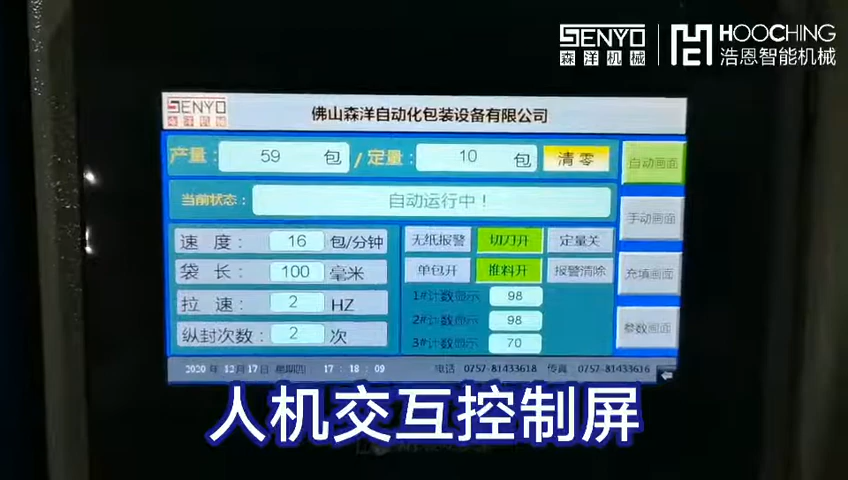 SENYO HOOCHING
森洋机械 浩恩智能机械
SENYO 佛山森洋自动化包装设备有限公司
森洋机械
产量: 59 包 / 定量: 10 包 清零 自动画面
当前状态: 自动运行中！ 手动画面
速 度: 16 包/分钟 无纸报警 切刀开 定量关
袋 长: 100 毫米 单包开 推料开 报警清除 充填画面
拉 速: 2 HZ 1#计数显示 98
2#计数显示 98 参数画面
纵封次数: 2 次 3#计数显示 70
2020 年 12 月 17 日 星期四 17 : 18 : 09 电话 0757-81433618 传真 0757-81433616
人机交互控制屏